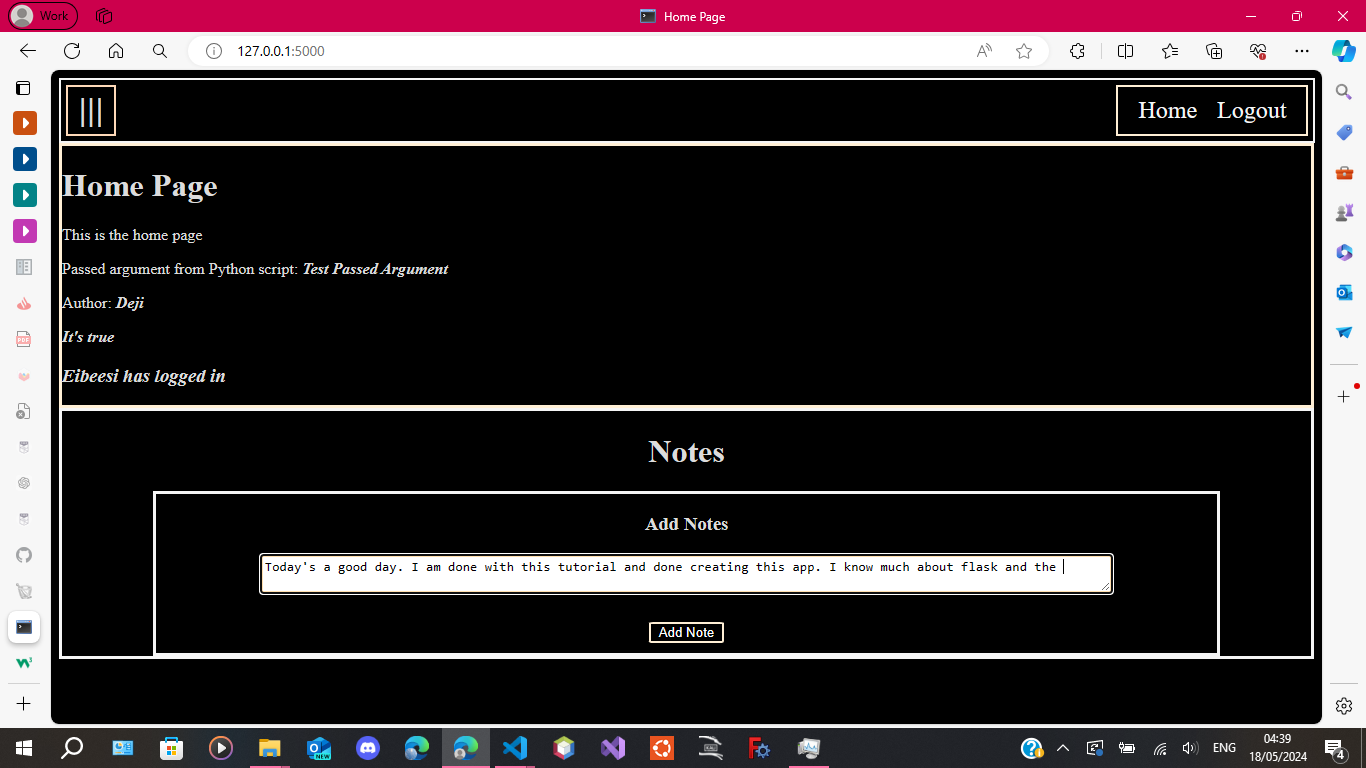 Work
Home Page
127.0.0.1:5000
|||
Home Logout
Home Page
This is the home page
Passed argument from Python script: Test Passed Argument
Author: Deji
It's true
Eibeesi has logged in
Notes
Add Notes
Today's a good day. I am done with this tutorial and done creating this app. I know much about flask and the
Add Note
ENG
04:39
18/05/2024
4